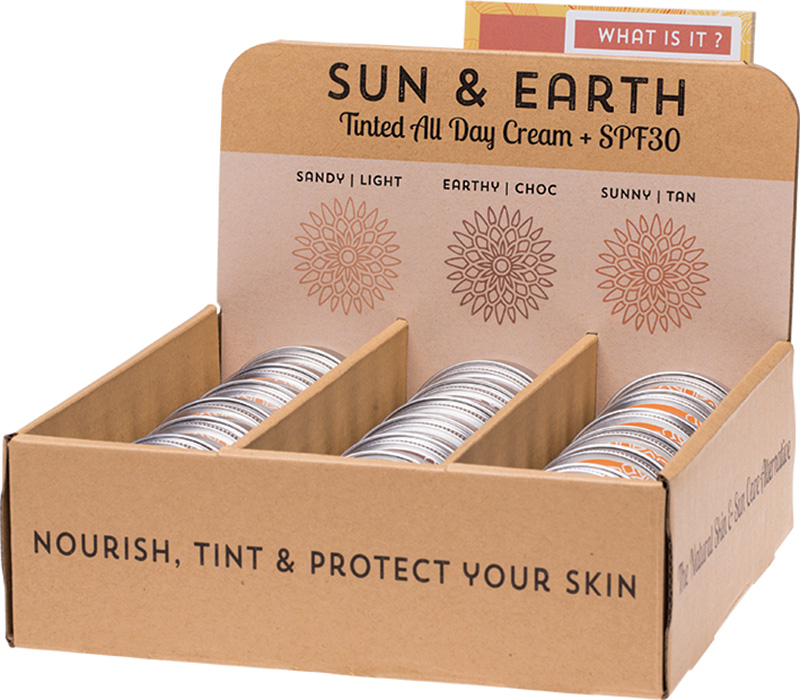 WHAT IS IT ?
SUN & EARTH
Tinted All Day Cream + SPF30
SANDY | LIGHT
EARTHY | CHOC
SUNNY | TAN
NOURISH, TINT & PROTECT YOUR SKIN
The Natural Skin & Sun Care Alternative